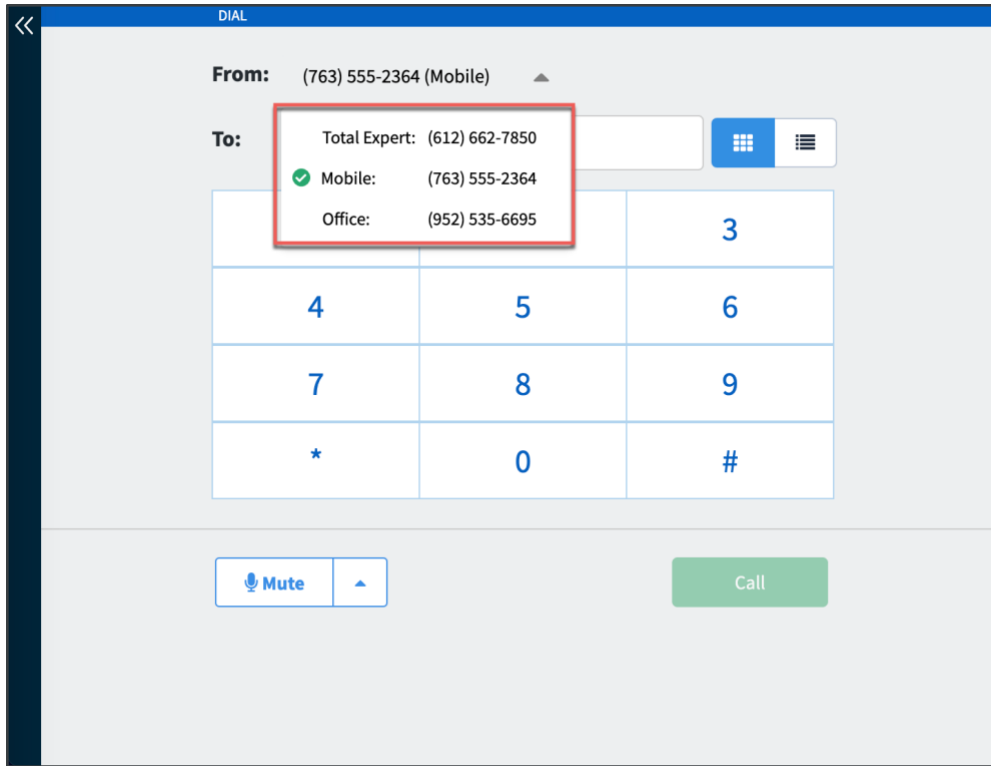 DIAL
From: (763) 555-2364 (Mobile)
To:
Total Expert: (612) 662-7850
Mobile: (763) 555-2364
Office: (952) 535-6695
3
4 5 6
7 8 9
* 0 #
Mute Call